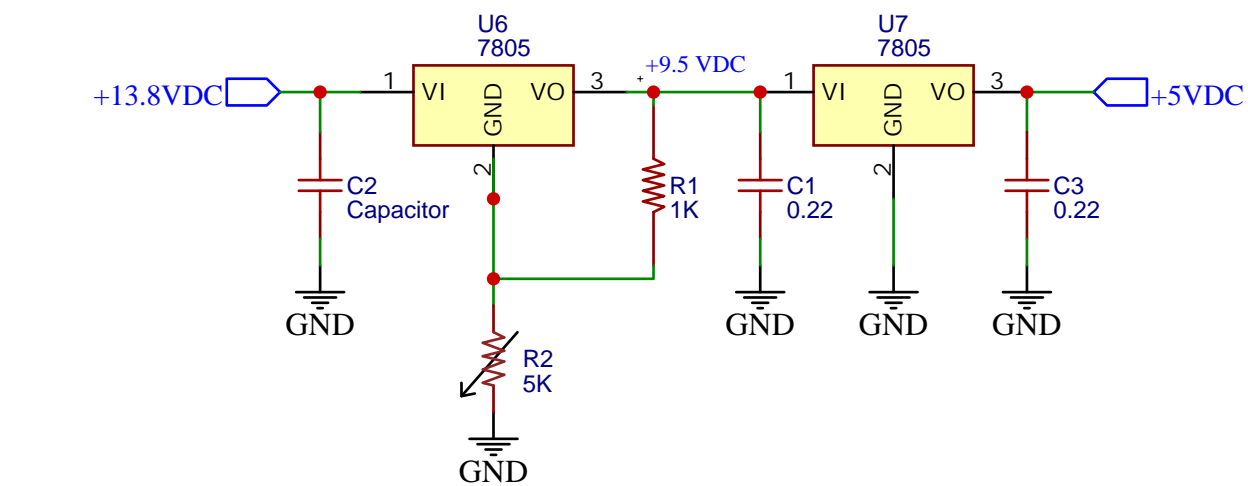 U6
7805
U7
7805
+13.8VDC
1
VI
GND
VO
3
2
+
+9.5 VDC
1
VI
GND
VO
3
2
+5VDC
C2
Capacitor
R1
1K
C1
0.22
C3
0.22
GND
GND
GND
GND
R2
5K
GND